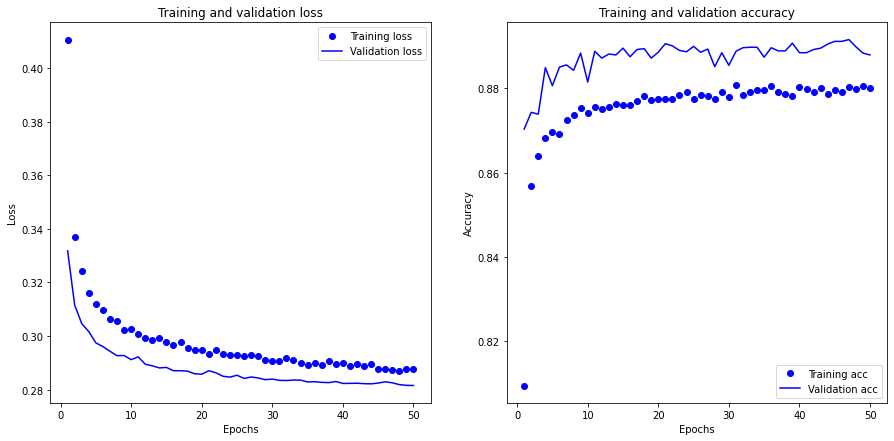 Training and validation loss
Training loss
Validation loss
0.40
0.38
0.36
0.34
0.32
0.30
0.28
Loss
0 10 20 30 40 50
Epochs
Training and validation accuracy
0.88
0.86
0.84
0.82
Accuracy
Training acc
Validation acc
0 10 20 30 40 50
Epochs